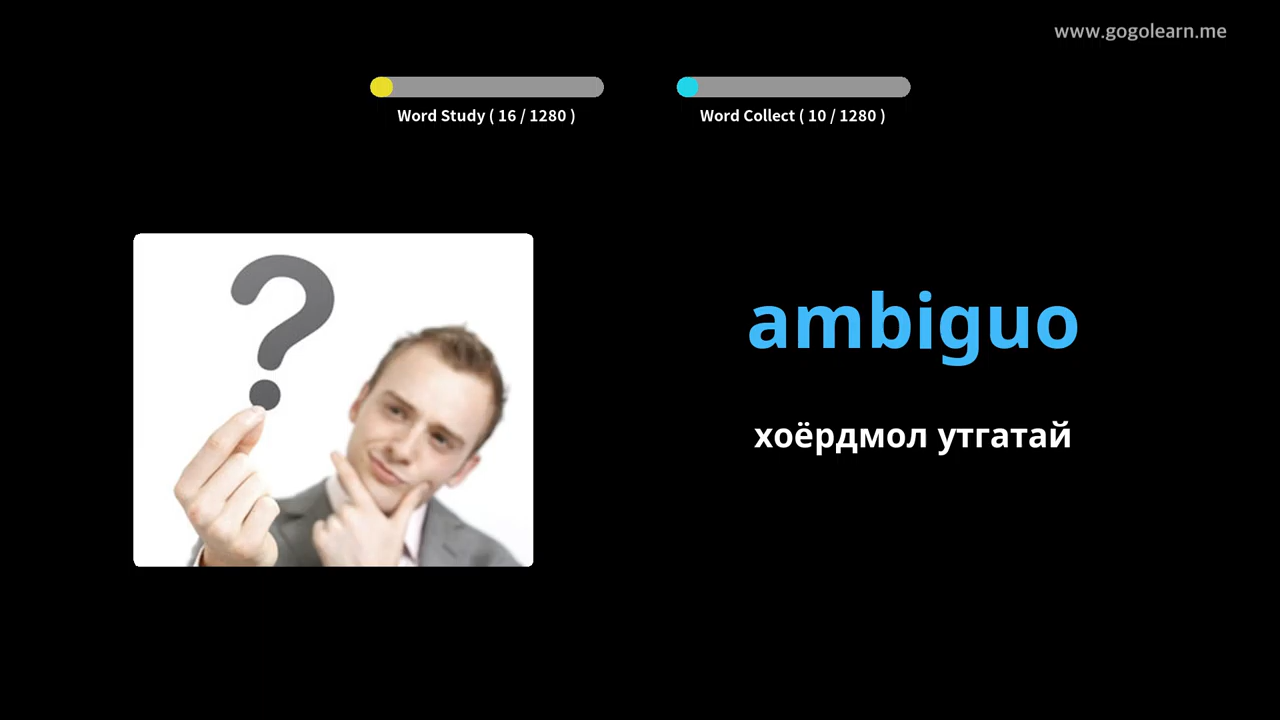 www.gogolearn.me
Word Study ( 16 / 1280 )
Word Collect ( 10 / 1280 )
?
ambiguo
хоёрдмол утгатай